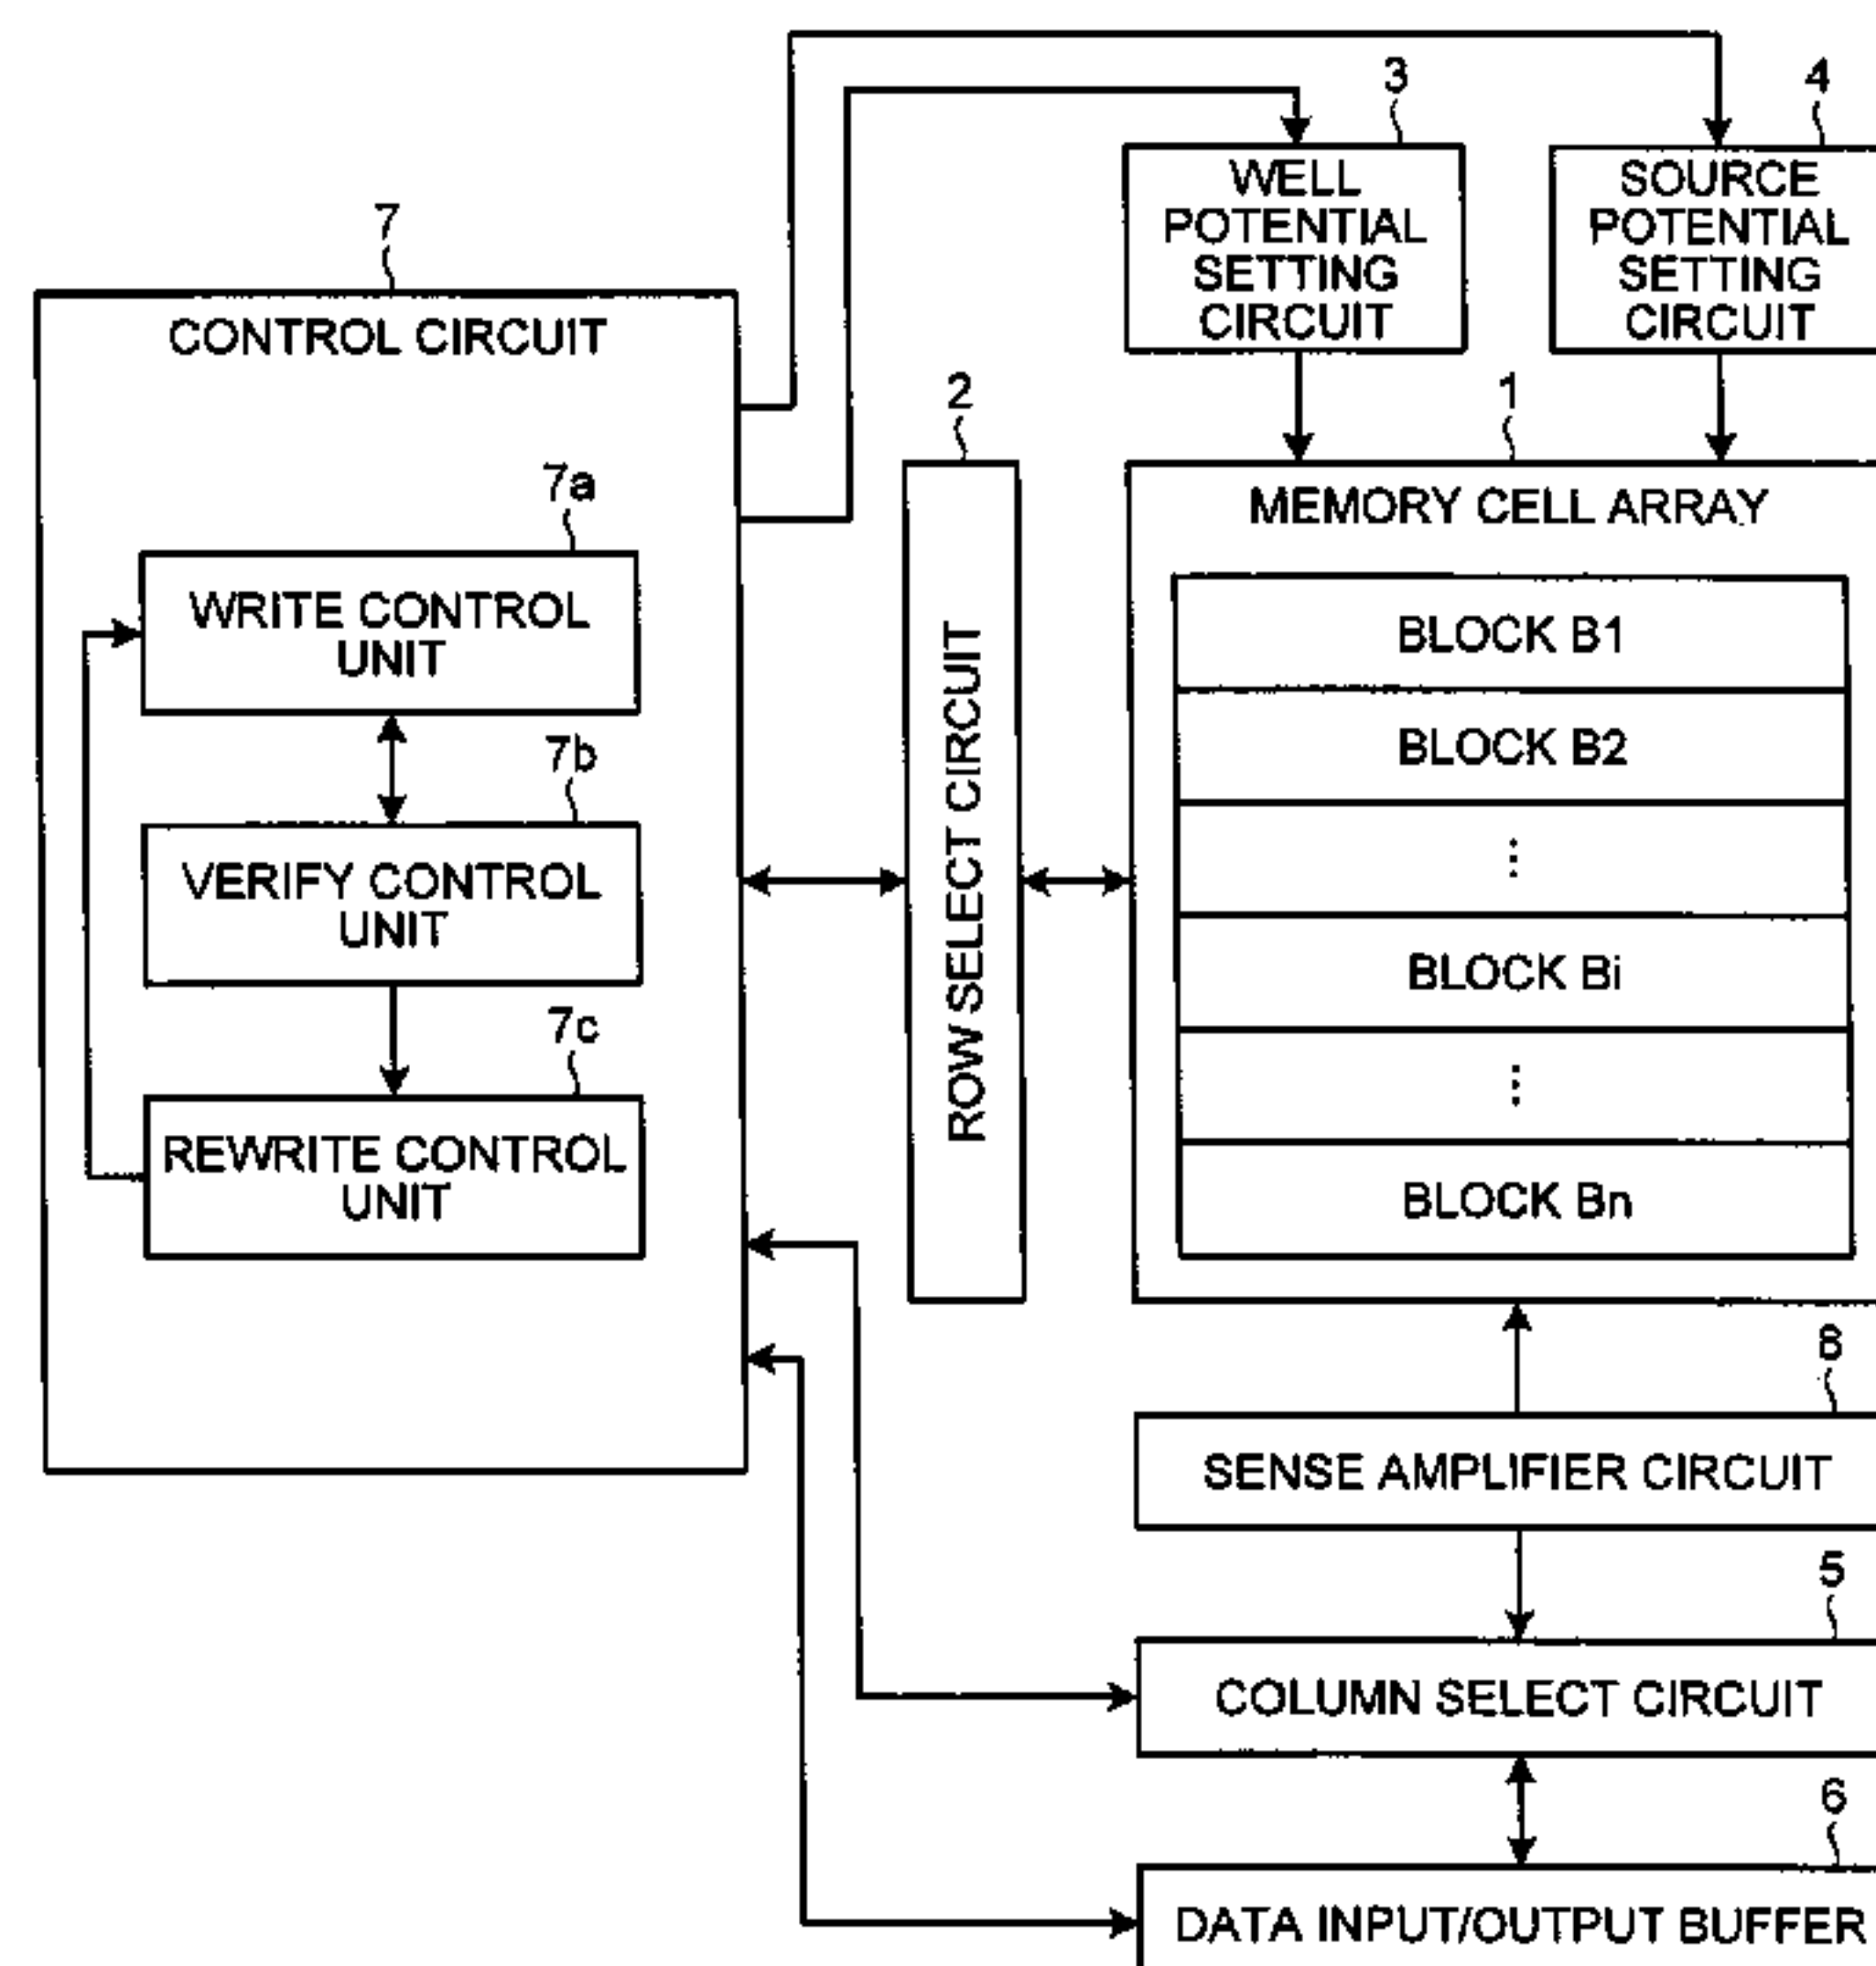 3
4
WELL
POTENTIAL
SETTING
CIRCUIT
SOURCE
POTENTIAL
SETTING
CIRCUIT
7
CONTROL CIRCUIT
2
1
7a
WRITE CONTROL
UNIT
7b
VERIFY CONTROL
UNIT
7c
REWRITE CONTROL
UNIT
ROW SELECT CIRCUIT
MEMORY CELL ARRAY
BLOCK B1
BLOCK B2
⋮
BLOCK Bi
⋮
BLOCK Bn
8
SENSE AMPLIFIER CIRCUIT
5
COLUMN SELECT CIRCUIT
6
DATA INPUT/OUTPUT BUFFER